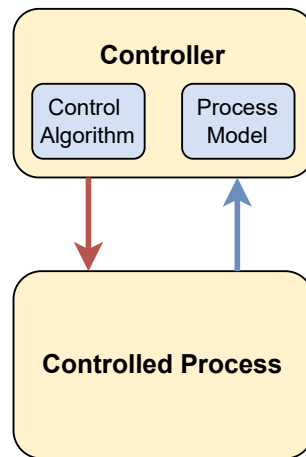 Controller
Control
Algorithm
Process
Model
Controlled Process